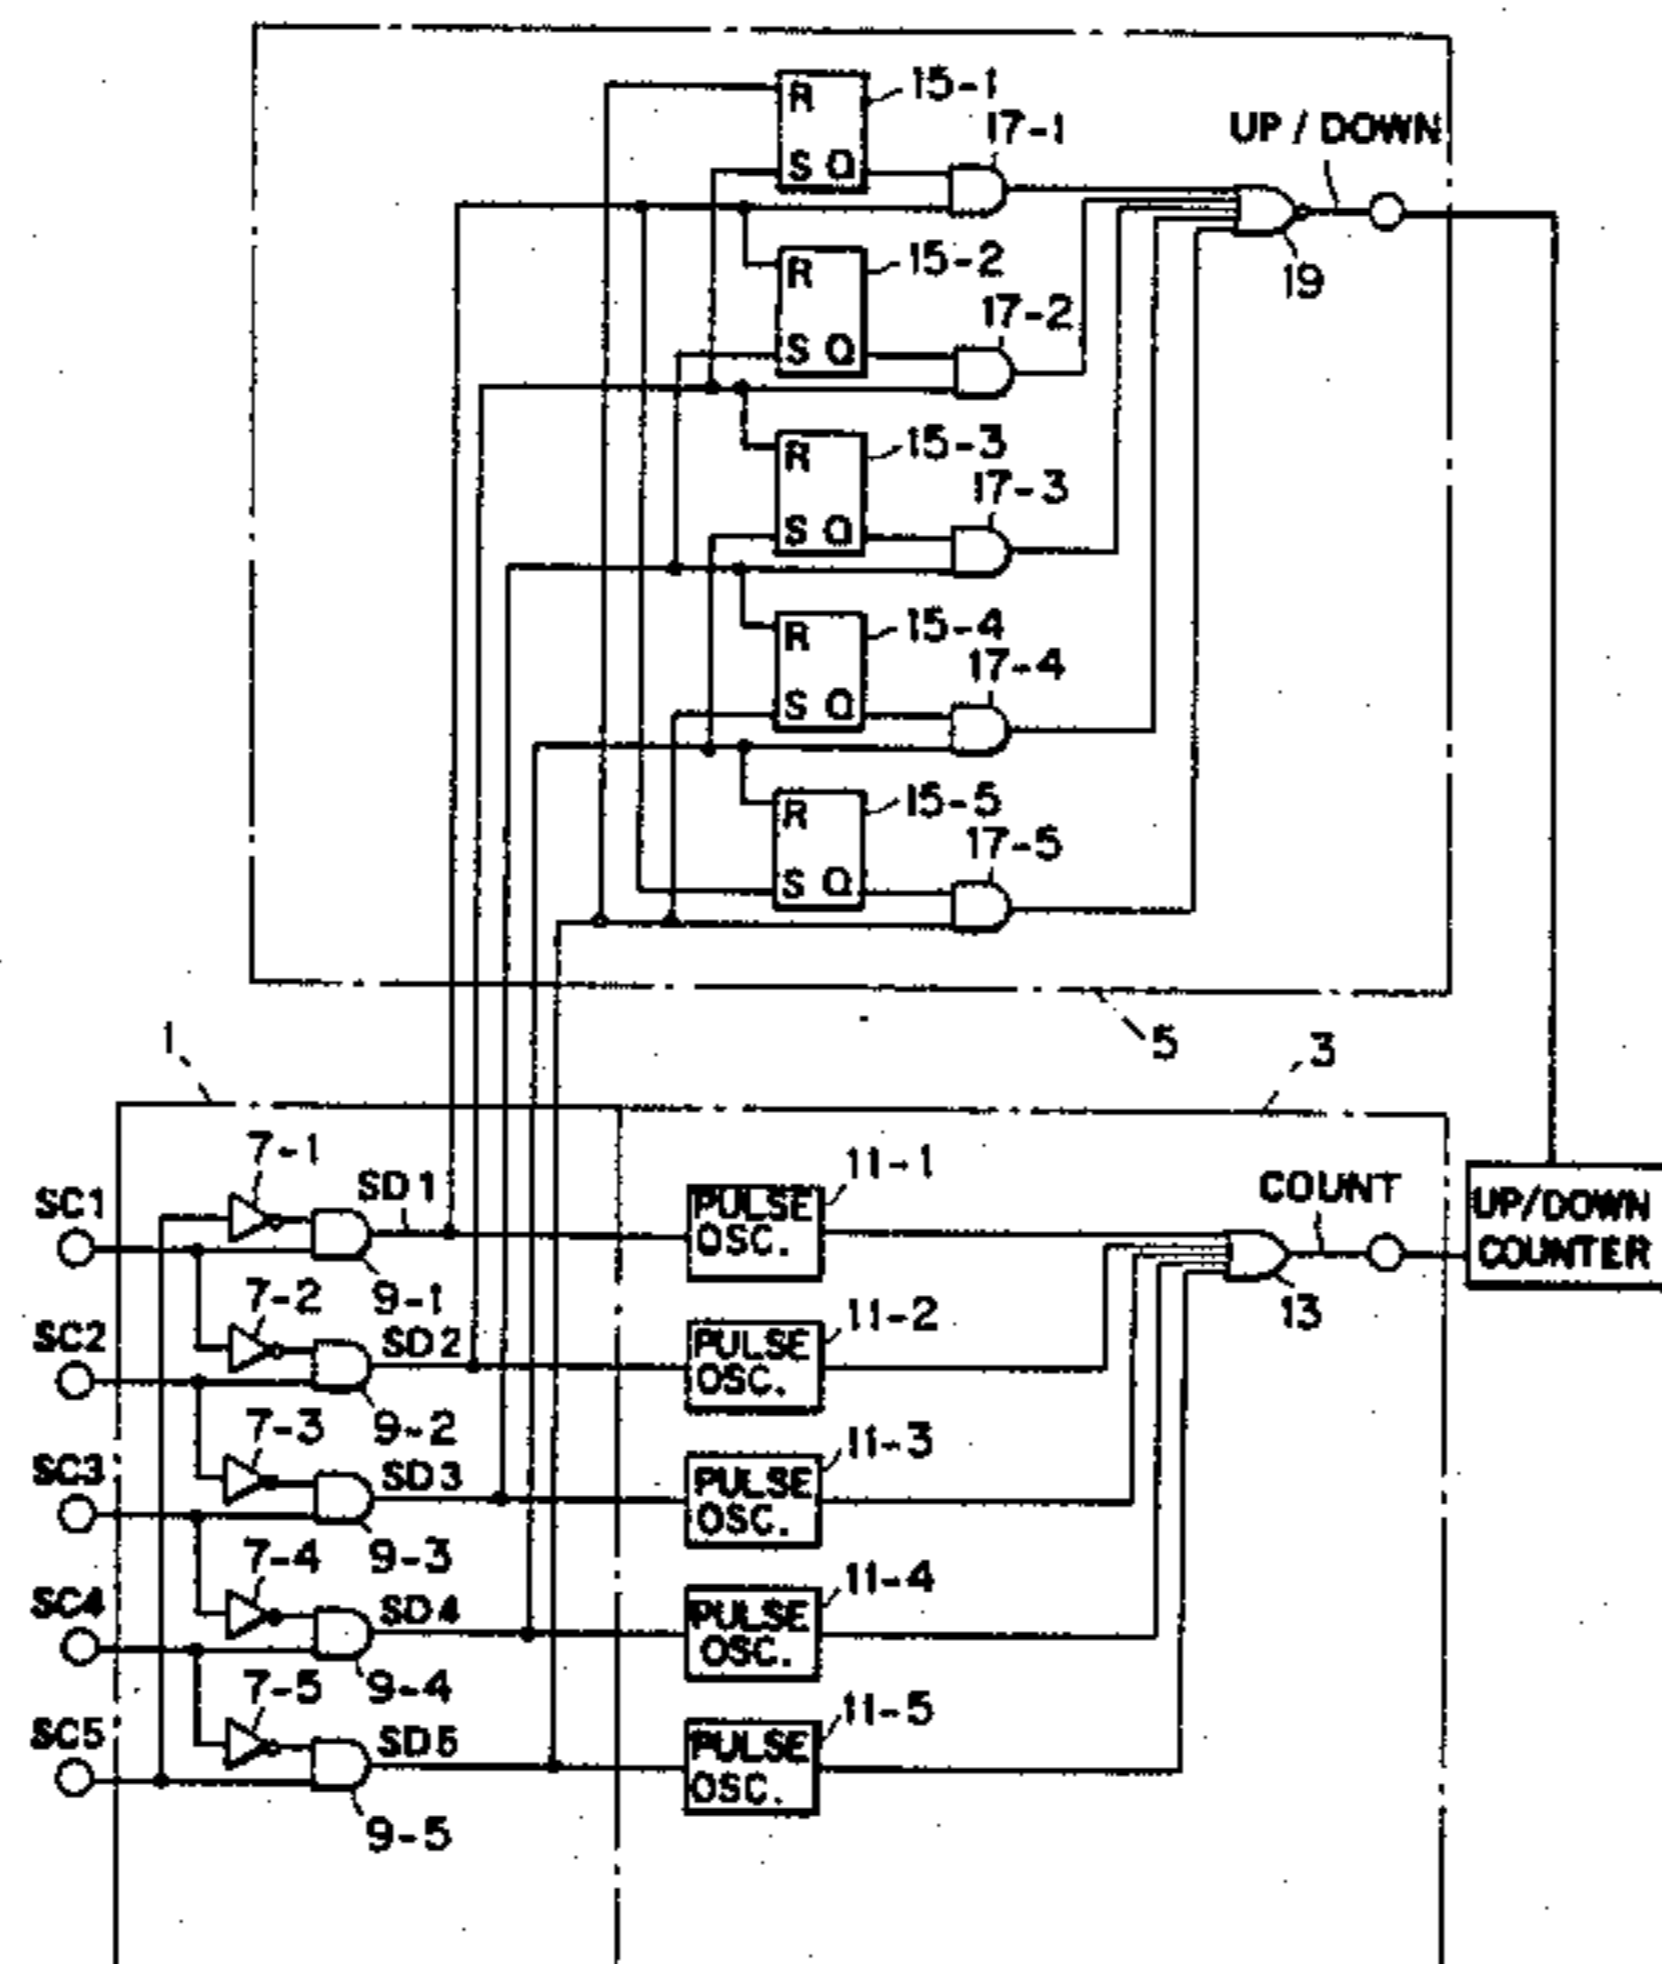 R 15-1
17-1
UP / DOWN
S Q
R 15-2
19
17-2
S Q
R 15-3
17-3
S Q
R 15-4
17-4
S Q
R 15-5
17-5
S Q
1
5
3
7-1
SC1
SD1
PULSE OSC.
11-1
COUNT
UP/DOWN COUNTER
9-1
13
7-2
SC2
SD2
PULSE OSC.
11-2
9-2
7-3
SC3
SD3
PULSE OSC.
11-3
9-3
7-4
SC4
SD4
PULSE OSC.
11-4
9-4
7-5
SC5
SD5
PULSE OSC.
11-5
9-5